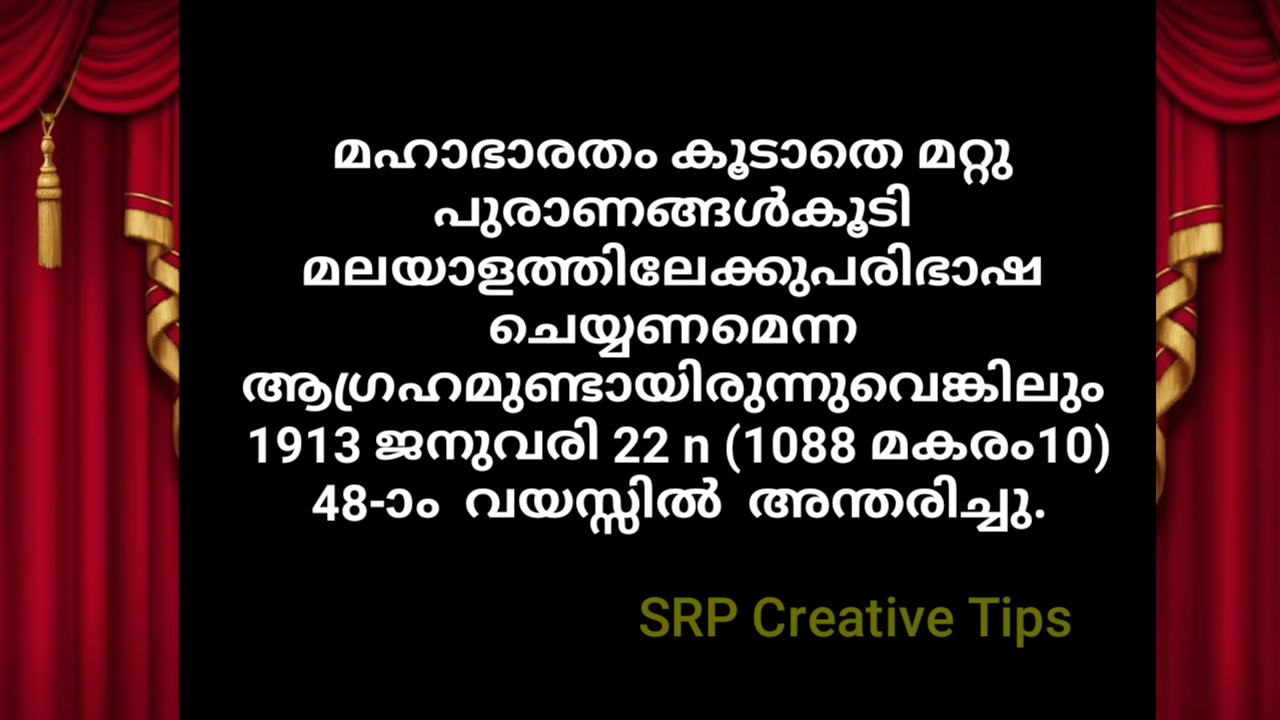 മഹാഭാരതം കൂടാതെ മറ്റു
പുരാണങ്ങൾകൂടി
മലയാളത്തിലേക്കുപരിഭാഷ
ചെയ്യണമെന്ന
ആഗ്രഹമുണ്ടായിരുന്നുവെങ്കിലും
1913 ജനുവരി 22 n (1088 മകരം10)
48-ാം വയസ്സിൽ അന്തരിച്ചു.
SRP Creative Tips